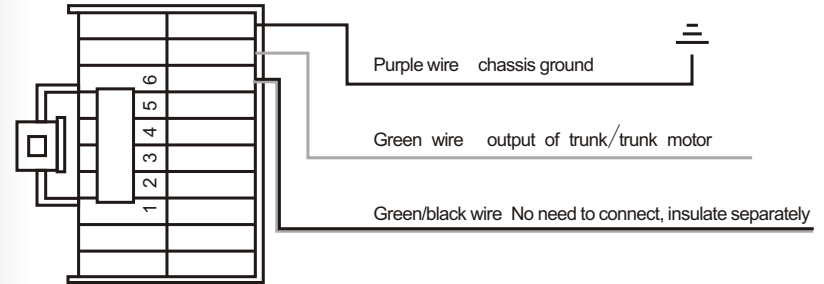 Purple wire chassis ground
6
5
4
3
2
1
Green wire output of trunk/trunk motor
Green/black wire No need to connect, insulate separately